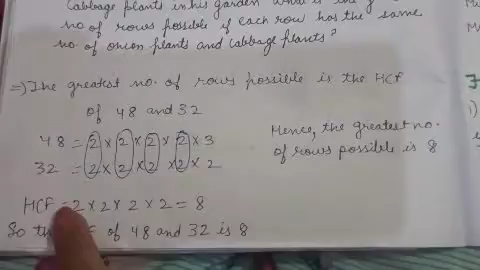 Cabbage plants in his garden what is the g
no of rows possible if each row has the same
no. of onion plants and cabbage plants?
=) The greatest no. of rows possible is the HCF
of 48 and 32
48 = 2 x 2 x 2 x 2 x 3
32 = 2 x 2 x 2 x 2 x 2
Hence, the greatest no.
of rows possible is 8
HCF = 2 x 2 x 2 x 2 = 8
So th F of 48 and 32 is 8